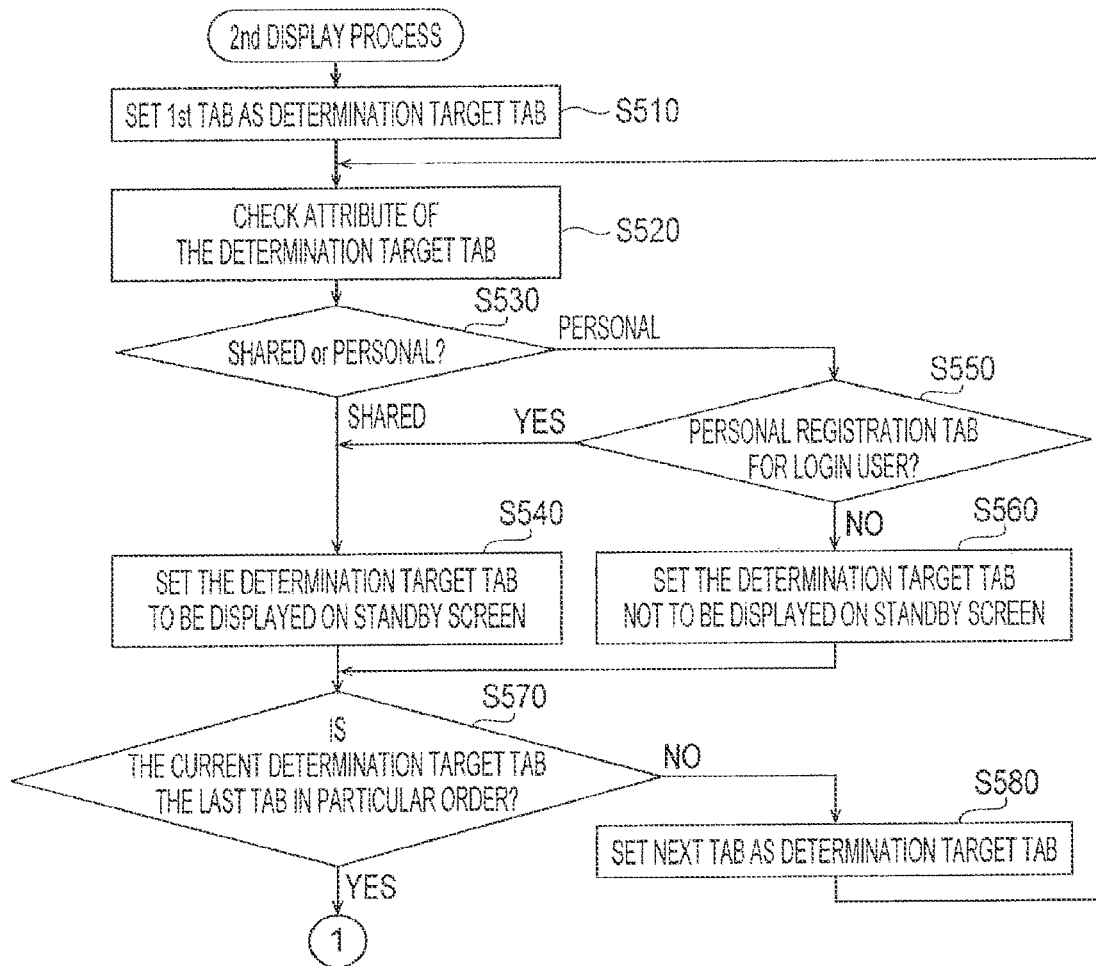 2nd DISPLAY PROCESS
SET 1st TAB AS DETERMINATION TARGET TAB
S510
CHECK ATTRIBUTE OF
THE DETERMINATION TARGET TAB
S520
S530
SHARED or PERSONAL?
PERSONAL
SHARED
S550
PERSONAL REGISTRATION TAB
FOR LOGIN USER?
YES
NO
S540
SET THE DETERMINATION TARGET TAB
TO BE DISPLAYED ON STANDBY SCREEN
S560
SET THE DETERMINATION TARGET TAB
NOT TO BE DISPLAYED ON STANDBY SCREEN
S570
IS
THE CURRENT DETERMINATION TARGET TAB
THE LAST TAB IN PARTICULAR ORDER?
NO
S580
SET NEXT TAB AS DETERMINATION TARGET TAB
YES
1